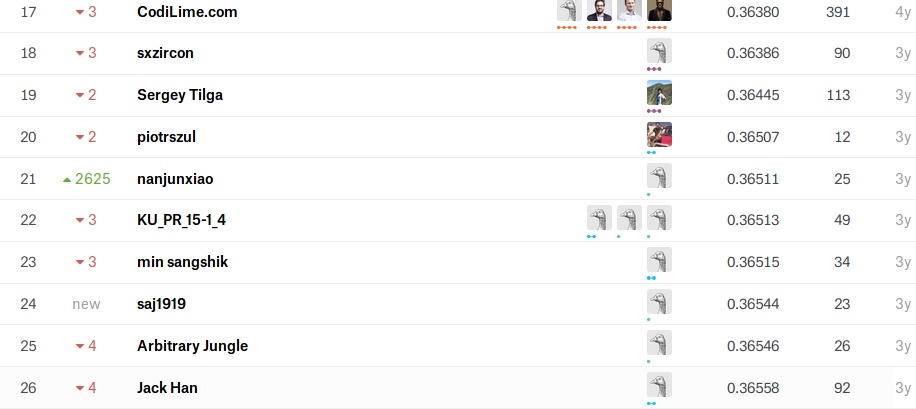 17 3 CodiLime.com 0.36380 391 4y
18 3 sxzircon 0.36386 90 3y
19 2 Sergey Tilga 0.36445 113 3y
20 2 piotrszul 0.36507 12 3y
21 2625 nanjunxiao 0.36511 25 3y
22 3 KU_PR_15-1_4 0.36513 49 3y
23 3 min sangshik 0.36515 34 3y
24 new saj1919 0.36544 23 3y
25 4 Arbitrary Jungle 0.36546 26 3y
26 4 Jack Han 0.36558 92 3y